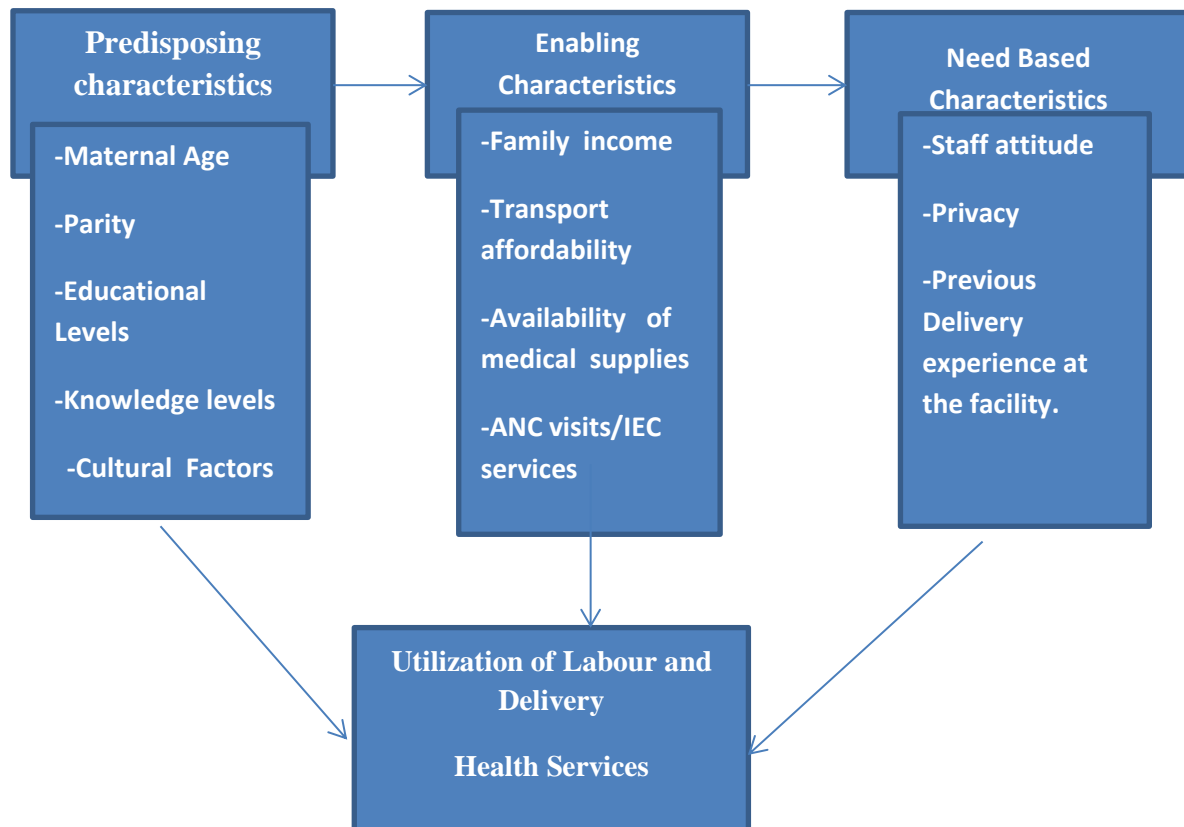 Predisposing
characteristics
-Maternal Age
-Parity
-Educational
Levels
-Knowledge levels
-Cultural Factors
Enabling
Characteristics
-Family income
-Transport
affordability
-Availability of
medical supplies
-ANC visits/IEC
services
Need Based
Characteristics
-Staff attitude
-Privacy
-Previous
Delivery
experience at
the facility.
Utilization of Labour and
Delivery
Health Services